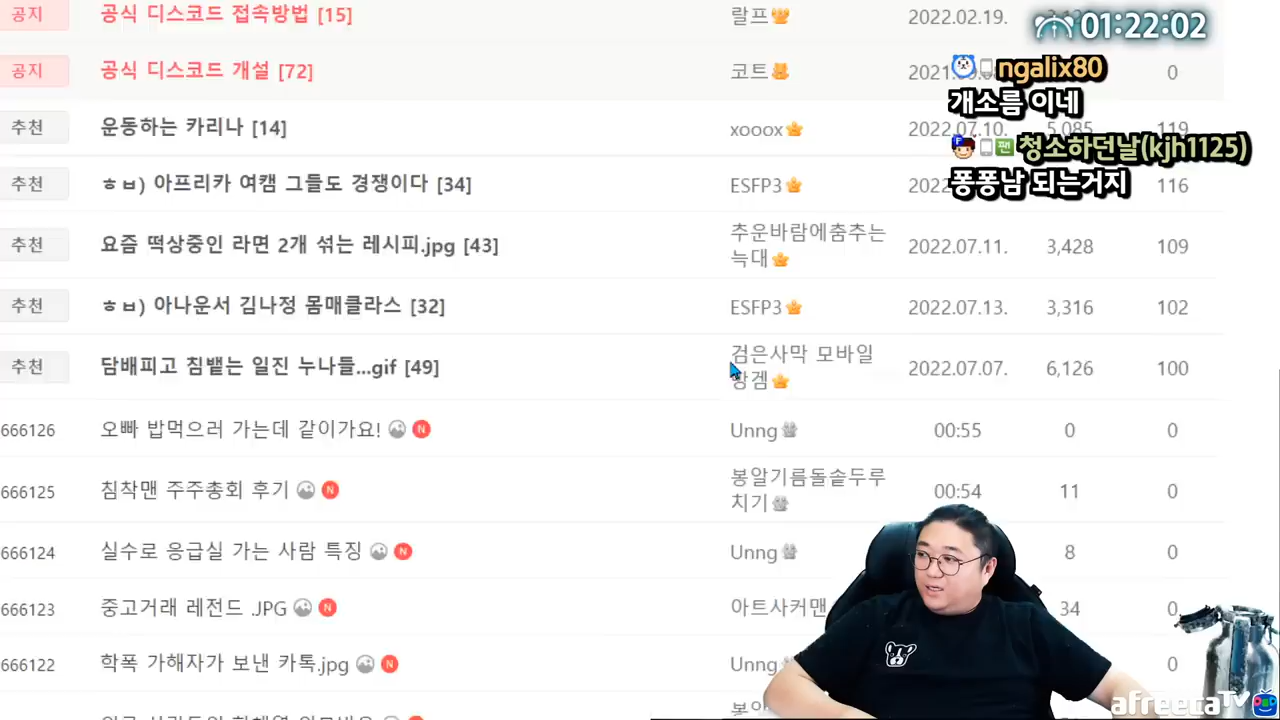 공지 공식 디스코드 접속방법 [15] 랄프 2022.02.19.
01:22:02
공지 공식 디스코드 개설 [72] 코트 0
ngalix80
개소름 이네
추천 운동하는 카리나 [14] xooox 2022.07.10. 5,085 119
팬 청소하던날(kjh1125)
퐁퐁남 되는거지
추천 ㅎㅂ) 아프리카 여캠 그들도 경쟁이다 [34] ESFP3 116
추천 요즘 떡상중인 라면 2개 섞는 레시피.jpg [43] 추운바람에춤추는 2022.07.11. 3,428 109
늑대
추천 ㅎㅂ) 아나운서 김나정 몸매클라스 [32] ESFP3 2022.07.13. 3,316 102
추천 담배피고 침뱉는 일진 누나들...gif [49] 검은사막 모바일 2022.07.07. 6,126 100
666126 오빠 밥먹으러 가는데 같이가요! N Unng 00:55 0 0
666125 침착맨 주주총회 후기 N 봉알기름돌솥두루 00:54 11 0
치기
666124 실수로 응급실 가는 사람 특징 N Unng 8 0
666123 중고거래 레전드 .JPG N 아트사커맨 34 0
666122 학폭 가해자가 보낸 카톡.jpg N Unng 0
afreecaTV